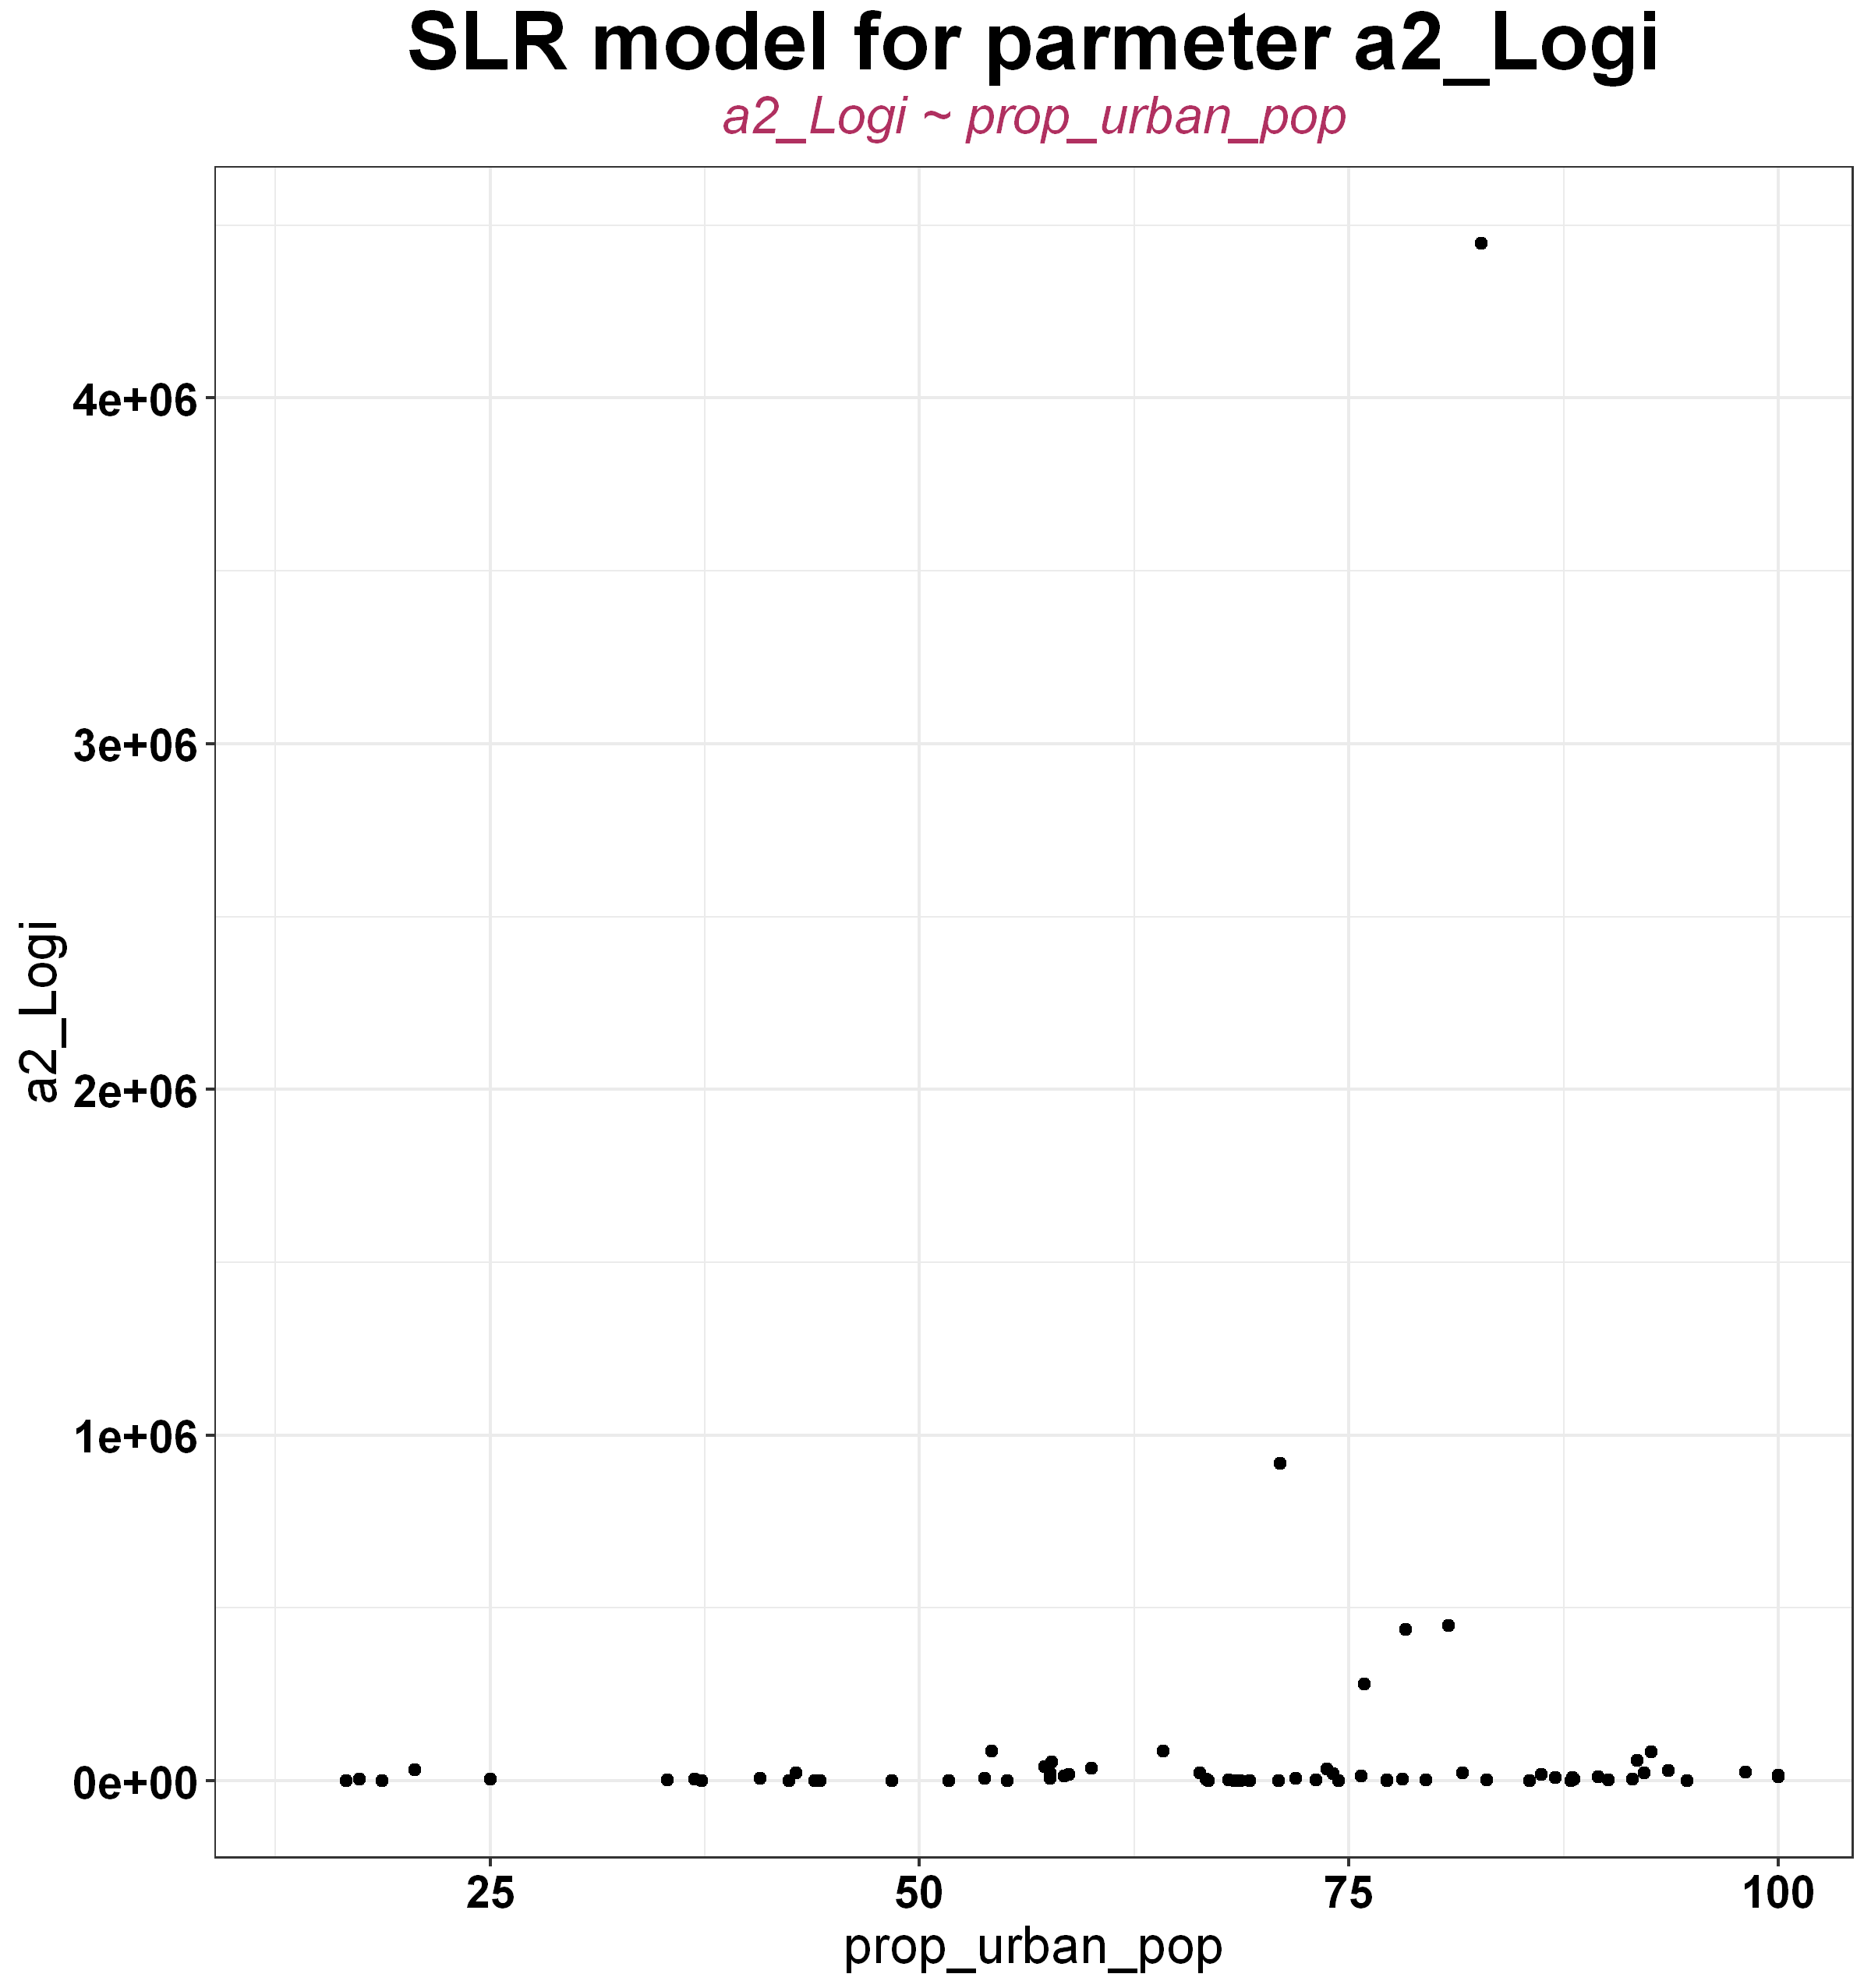 SLR model for parmeter a2_Logi
a2_Logi ~ prop_urban_pop
4e+06
3e+06
2e+06
1e+06
0e+00
a2_Logi
25 50 75 100
prop_urban_pop